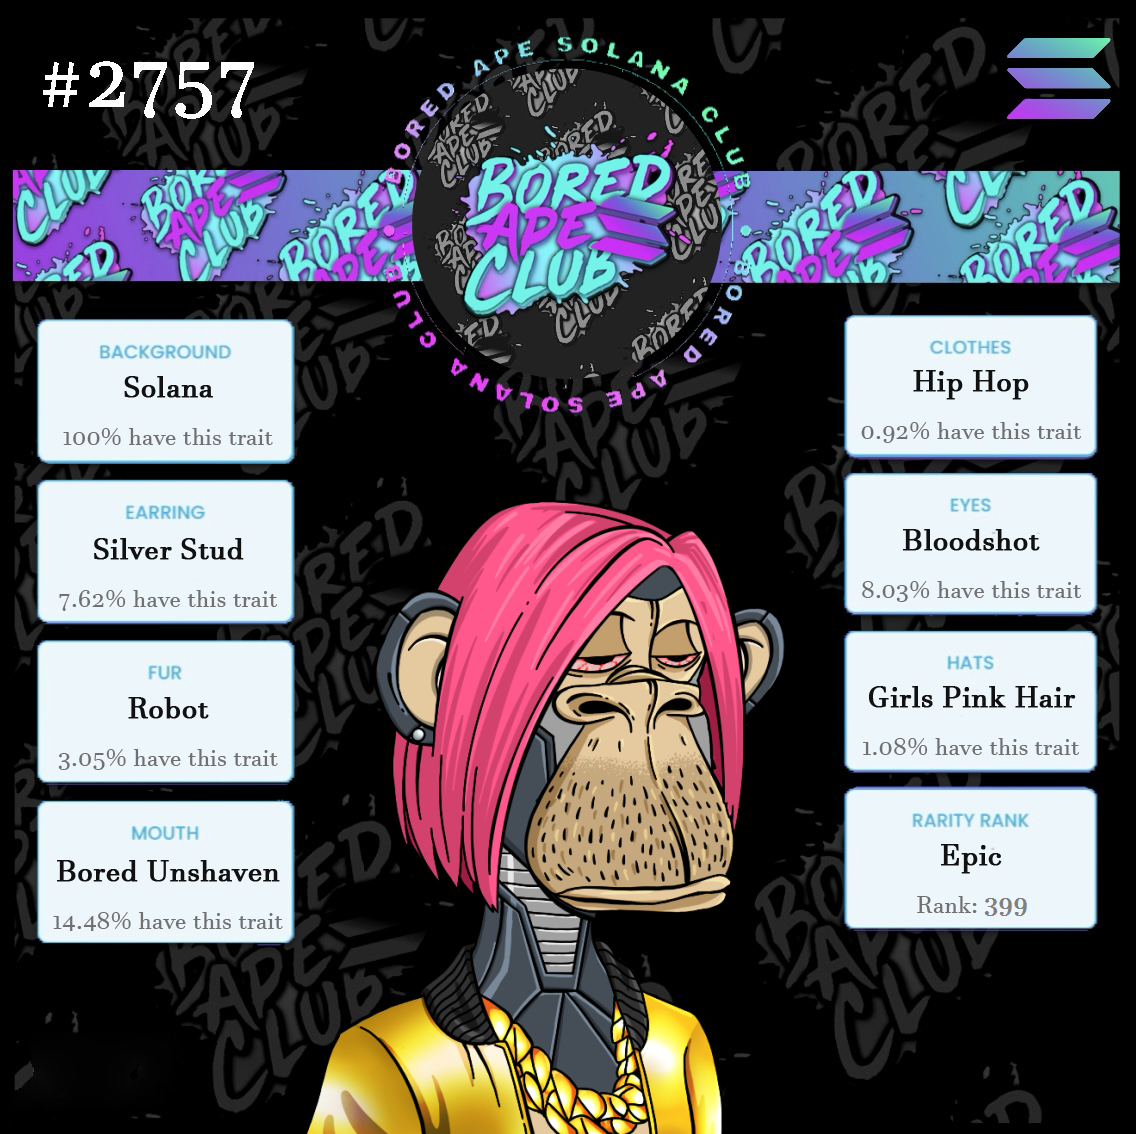 #2757
BORED APE SOLANA CLUB
BORED APE SOLANA CLUB
BORED
APE
CLUB
BACKGROUND
Solana
100% have this trait
EARRING
Silver Stud
7.62% have this trait
FUR
Robot
3.05% have this trait
MOUTH
Bored Unshaven
14.48% have this trait
CLOTHES
Hip Hop
0.92% have this trait
EYES
Bloodshot
8.03% have this trait
HATS
Girls Pink Hair
1.08% have this trait
RARITY RANK
Epic
Rank: 399